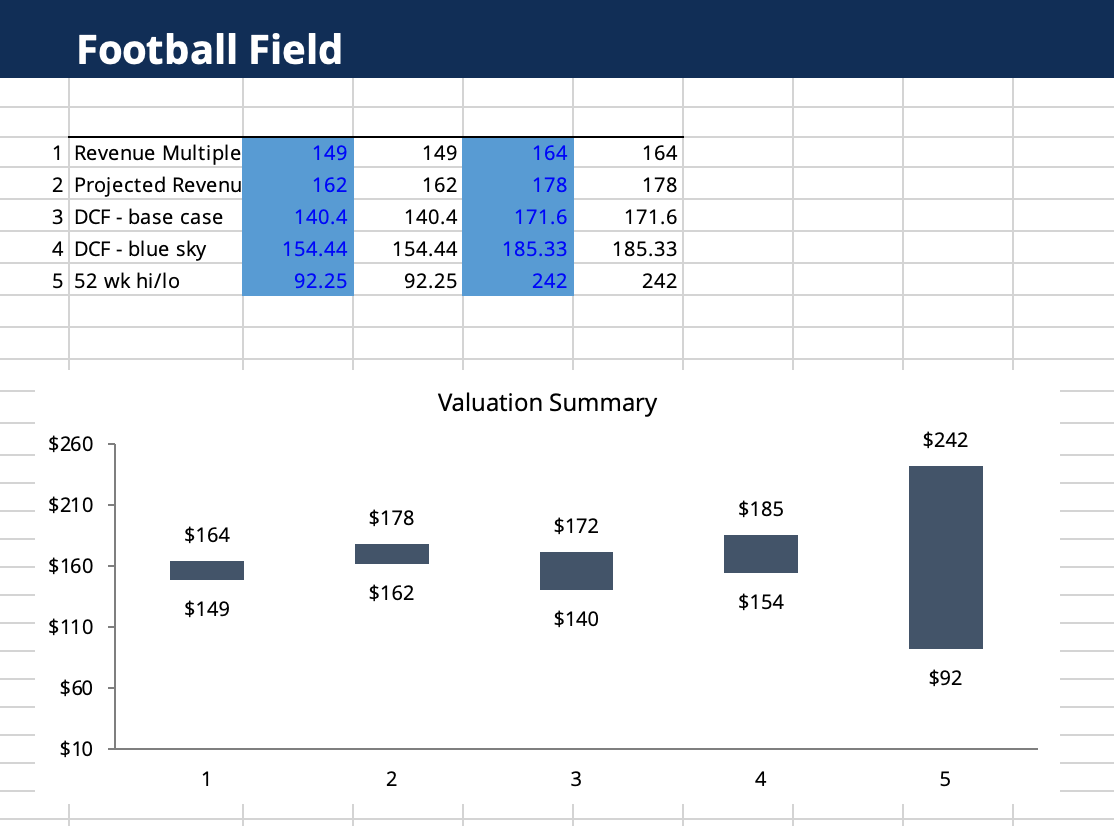 Football Field
1 Revenue Multiple 149 149 164 164
2 Projected Revenu 162 162 178 178
3 DCF - base case 140.4 140.4 171.6 171.6
4 DCF - blue sky 154.44 154.44 185.33 185.33
5 52 wk hi/lo 92.25 92.25 242 242
Valuation Summary
$260
$210
$160
$110
$60
$10
$164
$149
$178
$162
$172
$140
$185
$154
$242
$92
1 2 3 4 5